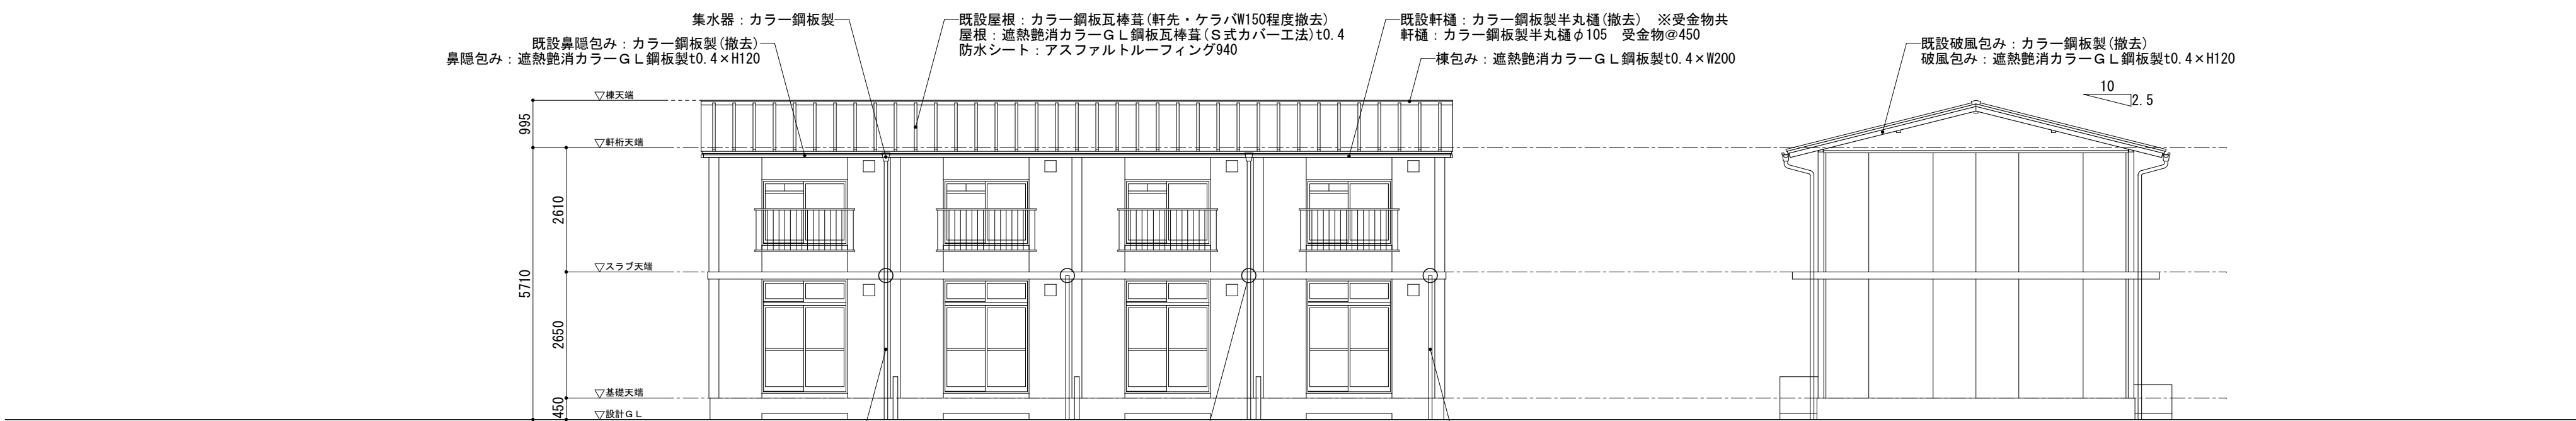 集水器：カラー鋼板製
既設鼻隠包み：カラー鋼板製(撤去)
鼻隠包み：遮熱艶消カラーＧＬ鋼板製t0.4×H120
既設屋根：カラー鋼板瓦棒葺(軒先・ケラバW150程度撤去)
屋根：遮熱艶消カラーＧＬ鋼板瓦棒葺(Ｓ式カバー工法)t0.4
防水シート：アスファルトルーフィング940
既設軒樋：カラー鋼板製半丸樋(撤去)　※受金物共
軒樋：カラー鋼板製半丸樋φ105　受金物@450
棟包み：遮熱艶消カラーＧＬ鋼板製t0.4×W200
既設破風包み：カラー鋼板製(撤去)
破風包み：遮熱艶消カラーＧＬ鋼板製t0.4×H120
10
2.5
▽棟天端
995
▽軒桁天端
2610
▽スラブ天端
5710
2650
▽基礎天端
450
▽設計ＧＬ